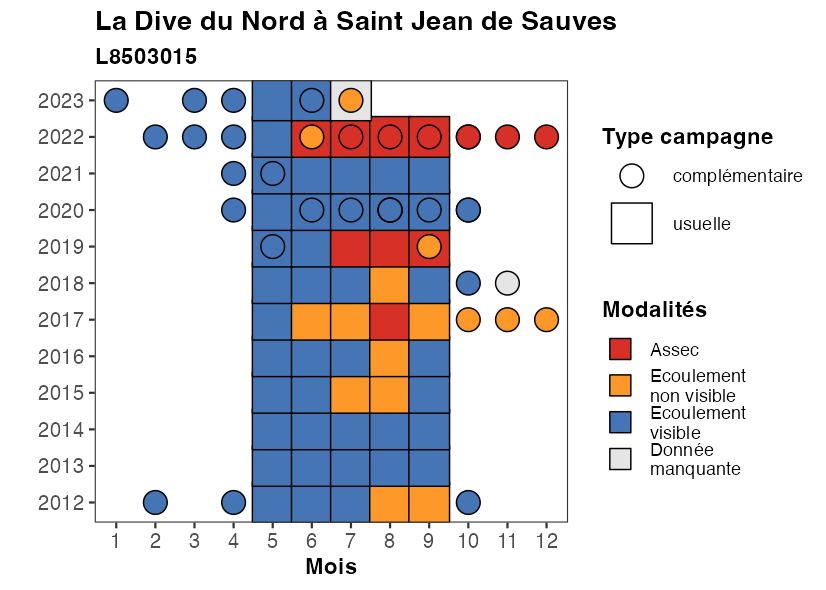 La Dive du Nord à Saint Jean de Sauves
L8503015
2023
2022
2021
2020
2019
2018
2017
2016
2015
2014
2013
2012
1 2 3 4 5 6 7 8 9 10 11 12
Mois
Type campagne
complémentaire
usuelle
Modalités
Assec
Ecoulement
non visible
Ecoulement
visible
Donnée
manquante